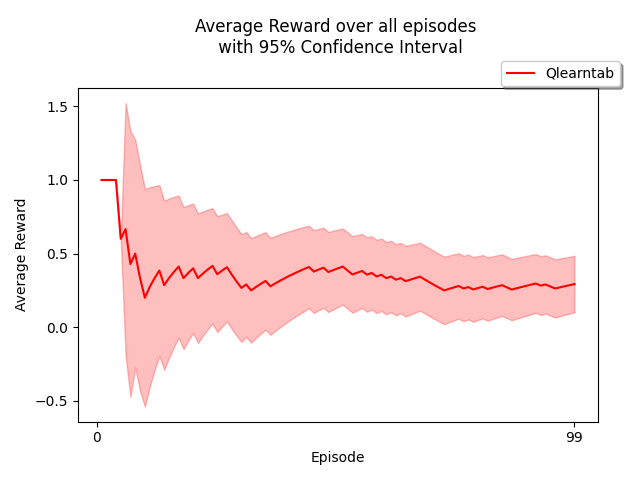 Average Reward over all episodes
with 95% Confidence Interval
Qlearntab
1.5
1.0
0.5
0.0
−0.5
Average Reward
0
99
Episode